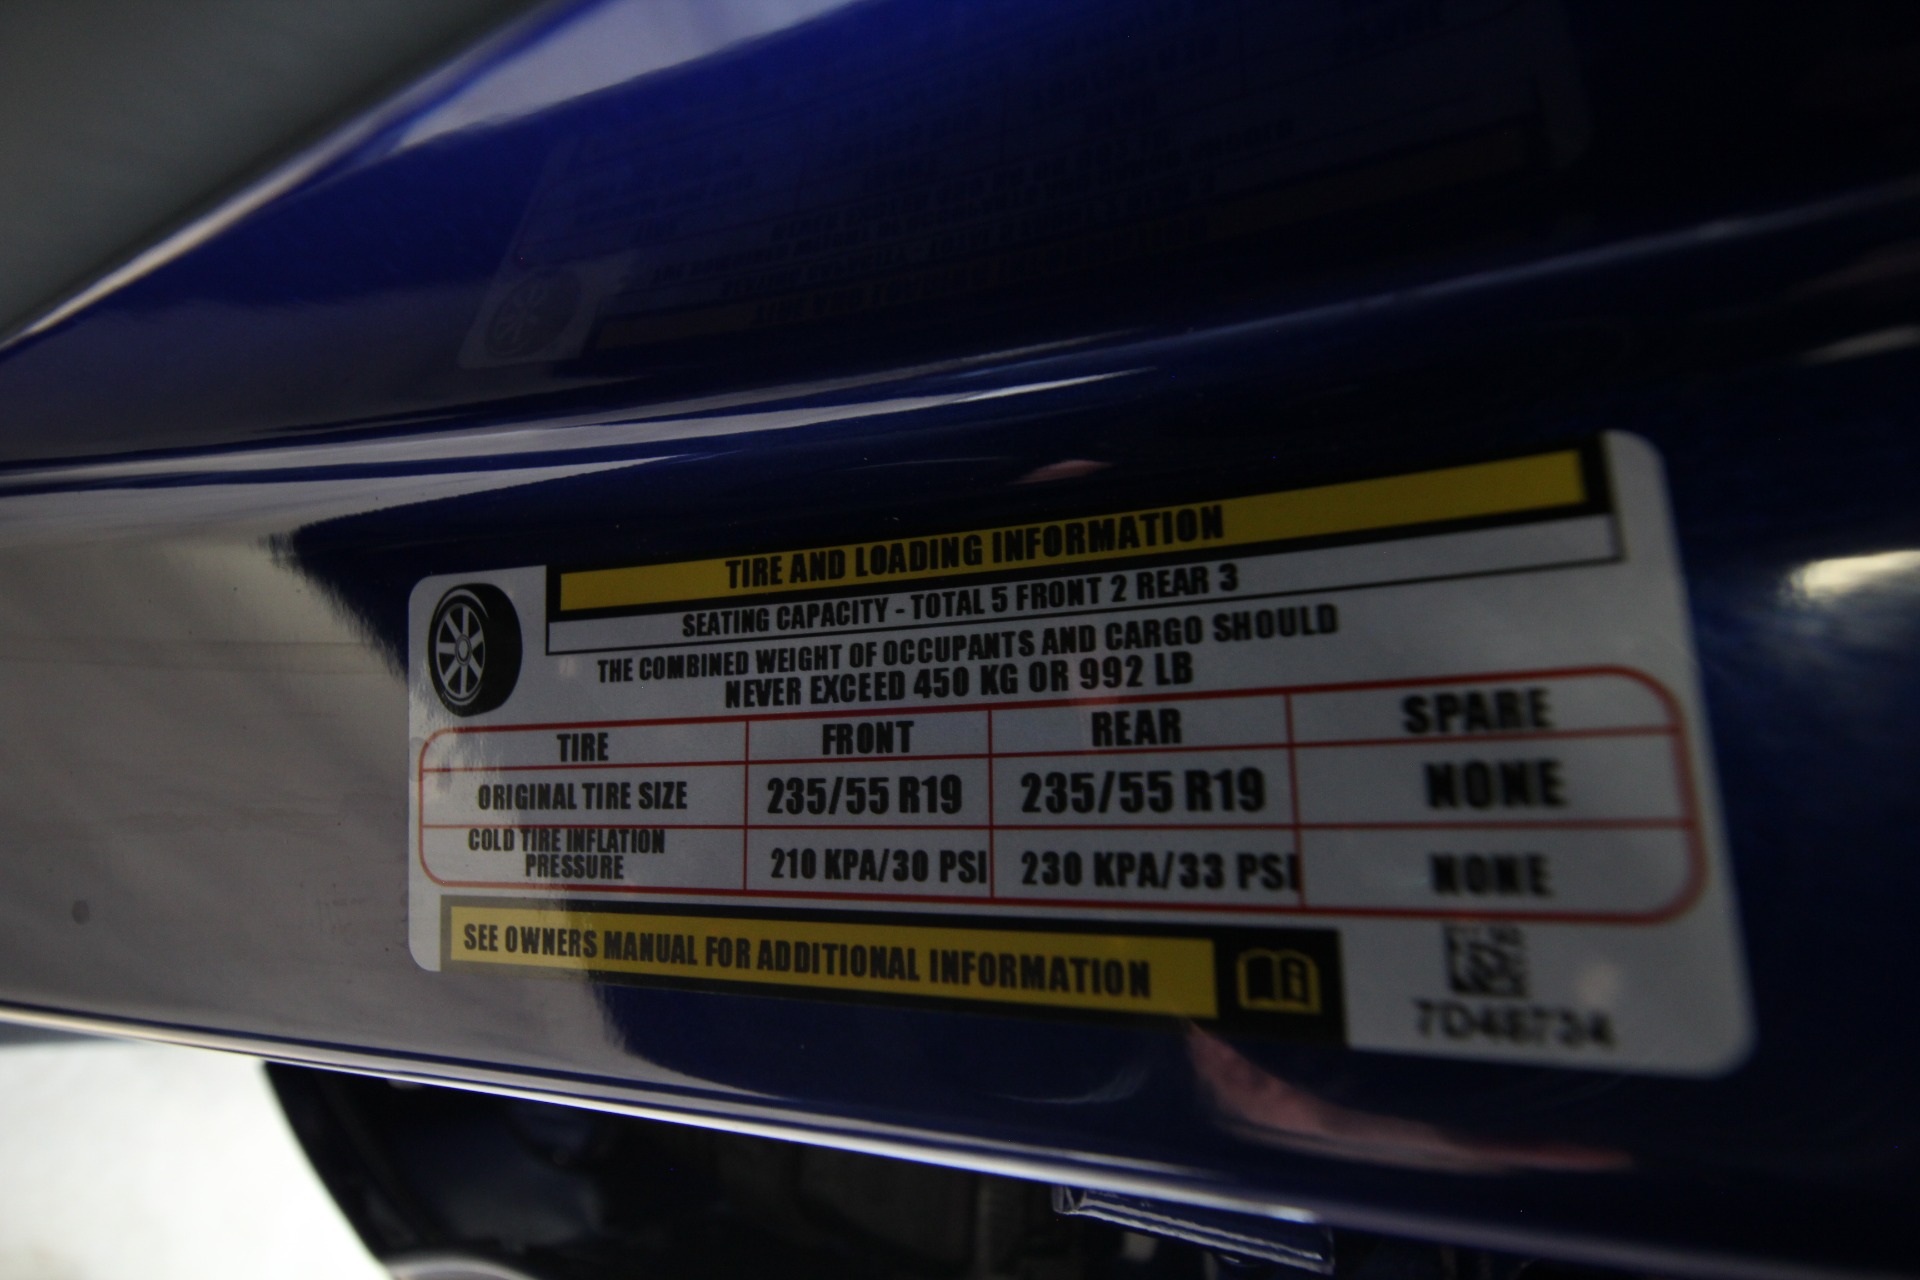 TIRE AND LOADING INFORMATION
SEATING CAPACITY - TOTAL 5 FRONT 2 REAR 3
THE COMBINED WEIGHT OF OCCUPANTS AND CARGO SHOULD
NEVER EXCEED 450 KG OR 992 LB
TIRE FRONT REAR SPARE
ORIGINAL TIRE SIZE 235/55 R19 235/55 R19 NONE
COLD TIRE INFLATION
PRESSURE 210 KPA/30 PSI 230 KPA/33 PSI NONE
SEE OWNERS MANUAL FOR ADDITIONAL INFORMATION
7D48734